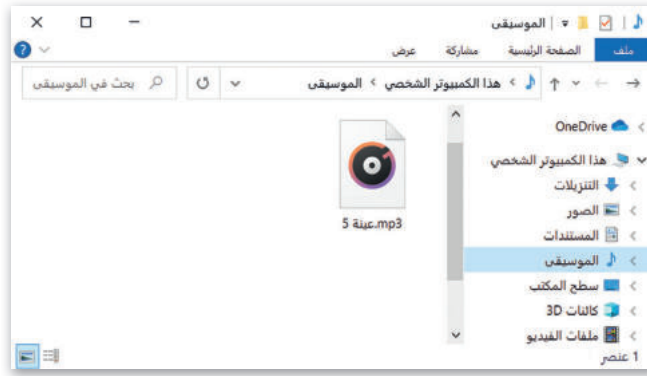 الموسيقى
ملف الصفحة الرئيسية مشاركة عرض
هذا الكمبيوتر الشخصي > الموسيقى
بحث في الموسيقى
OneDrive
هذا الكمبيوتر الشخصي
التنزيلات
الصور
المستندات
الموسيقى
سطح المكتب
كائنات 3D
ملفات الفيديو
عينة 5.mp3
1 عنصر